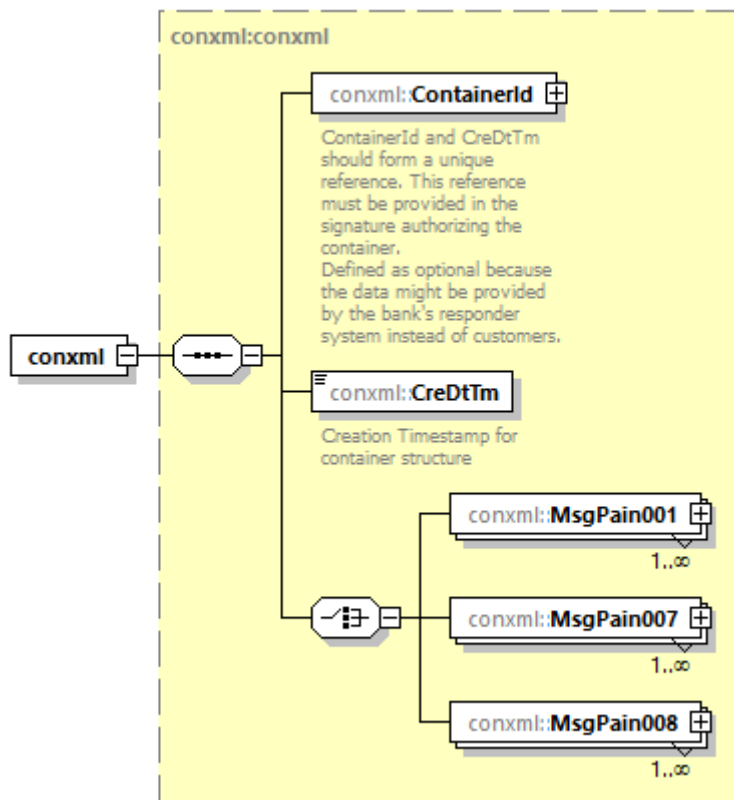 conxml:conxml
conxml::ContainerId
ContainerId and CreDtTm
should form a unique
reference. This reference
must be provided in the
signature authorizing the
container.
Defined as optional because
the data might be provided
by the bank's responder
system instead of customers.
conxml
conxml::CreDtTm
Creation Timestamp for
container structure
conxml::MsgPain001
1..∞
conxml::MsgPain007
1..∞
conxml::MsgPain008
1..∞